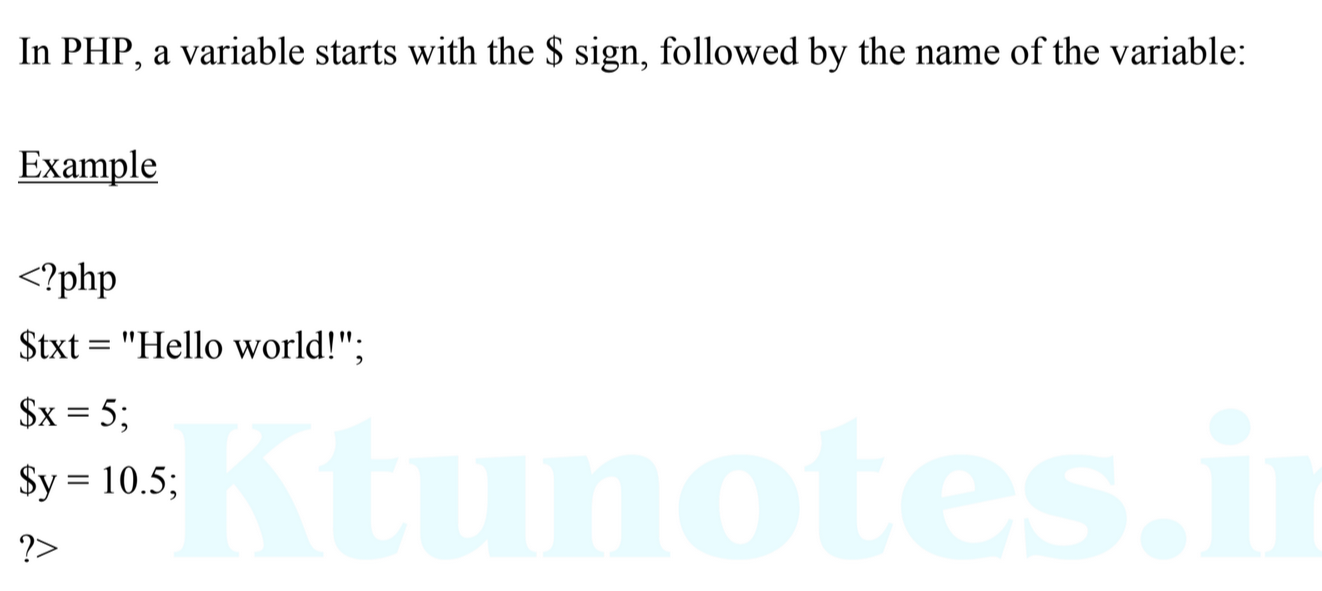 In PHP, a variable starts with the $ sign, followed by the name of the variable:
Example
<?php
$txt = "Hello world!";
$x = 5;
$y = 10.5;
?>
Ktunotes.in